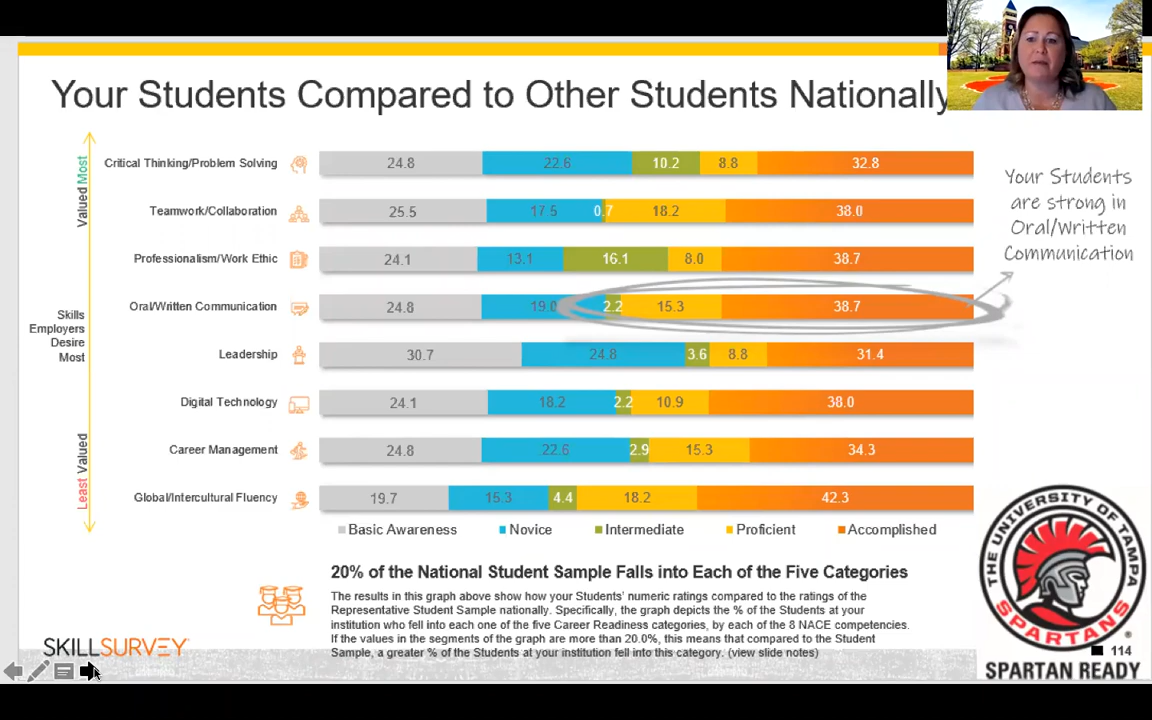 Your Students Compared to Other Students Nationally
Valued Most
Skills
Employers
Desire
Most
Least Valued
Critical Thinking/Problem Solving 24.8 22.6 10.2 8.8 32.8
Teamwork/Collaboration 25.5 17.5 0.7 18.2 38.0
Professionalism/Work Ethic 24.1 13.1 16.1 8.0 38.7
Oral/Written Communication 24.8 19.0 2.2 15.3 38.7
Leadership 30.7 24.8 3.6 8.8 31.4
Digital Technology 24.1 18.2 2.2 10.9 38.0
Career Management 24.8 22.6 2.9 15.3 34.3
Global/Intercultural Fluency 19.7 15.3 4.4 18.2 42.3
Basic Awareness Novice Intermediate Proficient Accomplished
Your Students
are strong in
Oral/Written
Communication
20% of the National Student Sample Falls into Each of the Five Categories
The results in this graph above show how your Students' numeric ratings compared to the ratings of the
Representative Student Sample nationally. Specifically, the graph depicts the % of the Students at your
institution who fell into each one of the five Career Readiness categories, by each of the 8 NACE competencies.
If the values in the segments of the graph are more than 20.0%, this means that compared to the Student
Sample, a greater % of the Students at your institution fell into this category. (view slide notes)
SKILLSURVEY
THE UNIVERSITY OF TAMPA
SPARTANS
®
114
SPARTAN READY